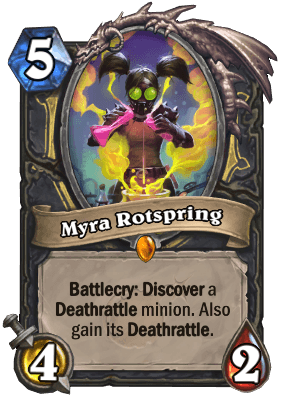 5
Myra Rotspring
Battlecry: Discover a
Deathrattle minion. Also
gain its Deathrattle.
4
2